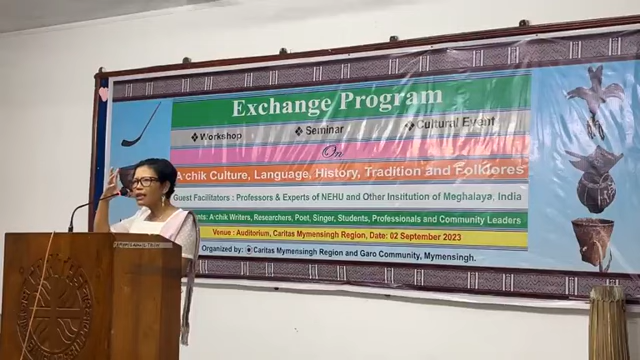 Exchange Program
❖ Workshop ❖ Seminar ❖ Cultural Event
On
A·chik Culture, Language, History, Tradition and Folklores
Guest Facilitators : Professors & Experts of NEHU and Other Institution of Meghalaya, India
A·chik Writers, Researchers, Poet, Singer, Students, Professionals and Community Leaders
Venue : Auditorium, Caritas Mymensingh Region, Date: 02 September 2023
Organized by: Caritas Mymensingh Region and Garo Community, Mymensingh.